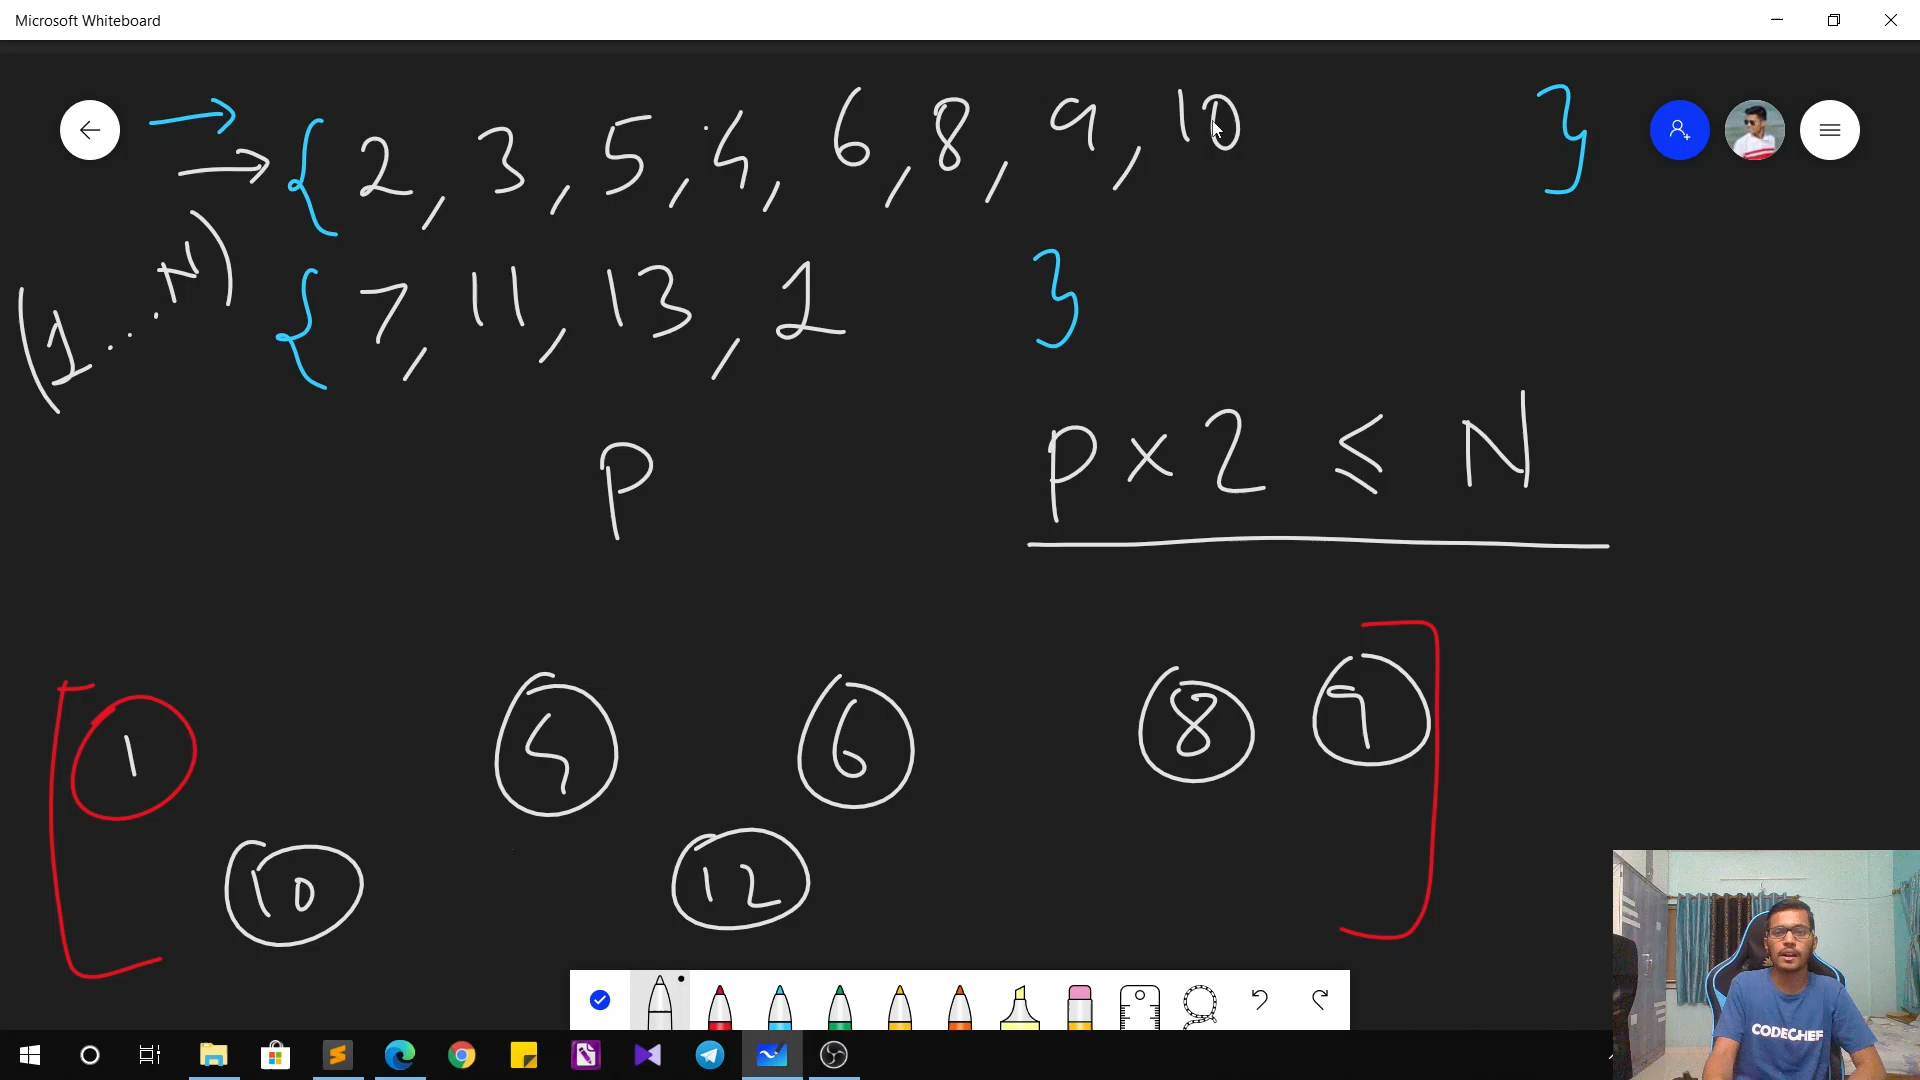 Microsoft Whiteboard
{ 2, 3, 5, 4, 6, 8, 9, 10 }
(1...N) { 7, 11, 13, 1 }
P
P × 2 ≤ N
1 4 6 8 9
10 12
CODECHEF